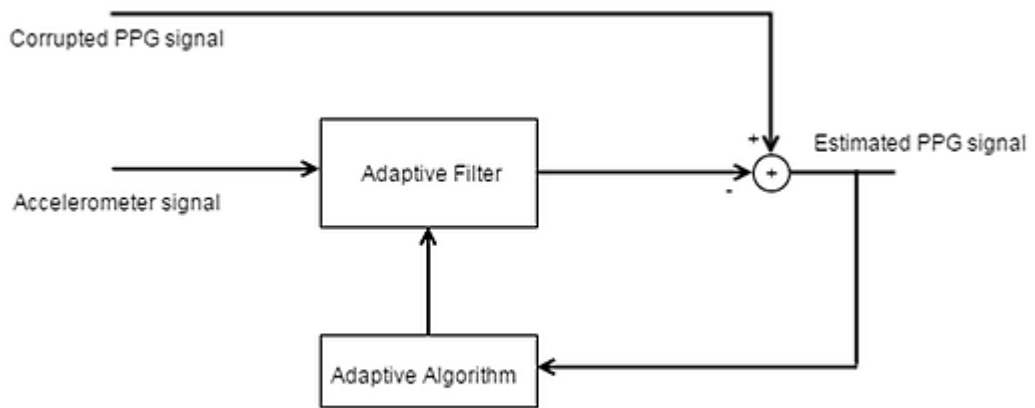 Corrupted PPG signal
Accelerometer signal
Adaptive Filter
+
-
+
Estimated PPG signal
Adaptive Algorithm